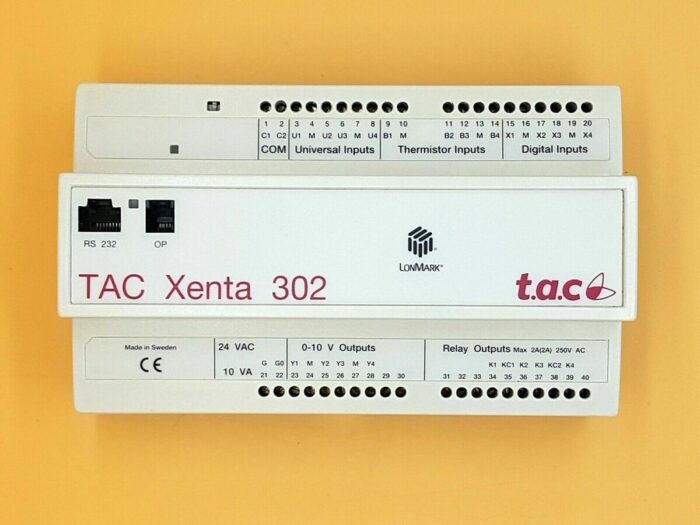 1 2 3 4 5 6 7 8 9 10 11 12 13 14 15 16 17 18 19 20
C1 C2 U1 M U2 U3 M U4 B1 M B2 B3 M B4 X1 M X2 X3 M X4
COM Universal Inputs Thermistor Inputs Digital Inputs
RS 232 OP
LONMARK®
TAC Xenta 302
t.a.c
Made in Sweden
CE
24 VAC
10 VA
0-10 V Outputs
G G0 Y1 M Y2 Y3 M Y4
21 22 23 24 25 26 27 28 29 30
Relay Outputs Max 2A(2A) 250V AC
K1 KC1 K2 K3 KC2 K4
31 32 33 34 35 36 37 38 39 40